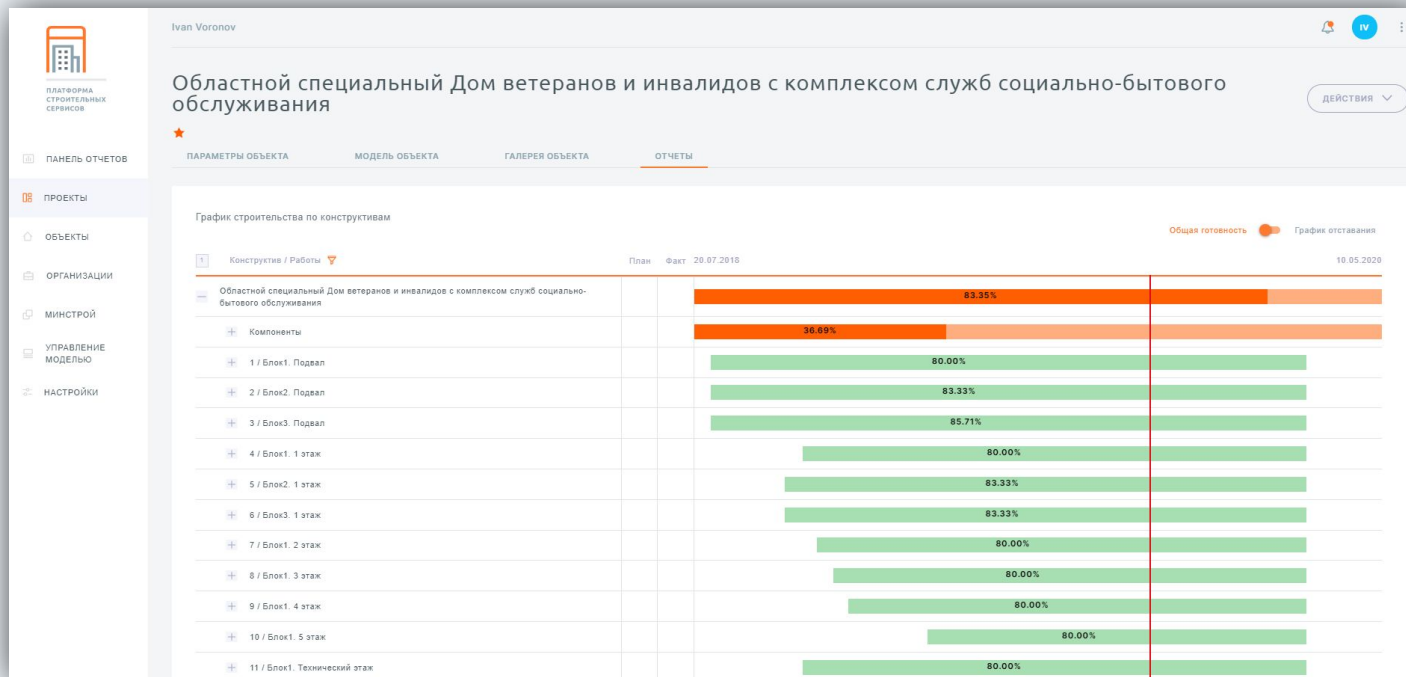 Ivan Voronov
IV
ПЛАТФОРМА
СТРОИТЕЛЬНЫХ
СЕРВИСОВ
Областной специальный Дом ветеранов и инвалидов с комплексом служб социально-бытового
обслуживания
ДЕЙСТВИЯ
ПАНЕЛЬ ОТЧЕТОВ
ПРОЕКТЫ
ОБЪЕКТЫ
ОРГАНИЗАЦИИ
МИНСТРОЙ
УПРАВЛЕНИЕ
МОДЕЛЬЮ
НАСТРОЙКИ
ПАРАМЕТРЫ ОБЪЕКТА МОДЕЛЬ ОБЪЕКТА ГАЛЕРЕЯ ОБЪЕКТА ОТЧЕТЫ
График строительства по конструктивам
Общая готовность График отставания
1 Конструктив / Работы План Факт 20.07.2018 10.05.2020
Областной специальный Дом ветеранов и инвалидов с комплексом служб социально-
бытового обслуживания
83.35%
Компоненты 36.69%
1 / Блок1. Подвал 80.00%
2 / Блок2. Подвал 83.33%
3 / Блок3. Подвал 85.71%
4 / Блок1. 1 этаж 80.00%
5 / Блок2. 1 этаж 83.33%
6 / Блок3. 1 этаж 83.33%
7 / Блок1. 2 этаж 80.00%
8 / Блок1. 3 этаж 80.00%
9 / Блок1. 4 этаж 80.00%
10 / Блок1. 5 этаж 80.00%
11 / Блок1. Технический этаж 80.00%